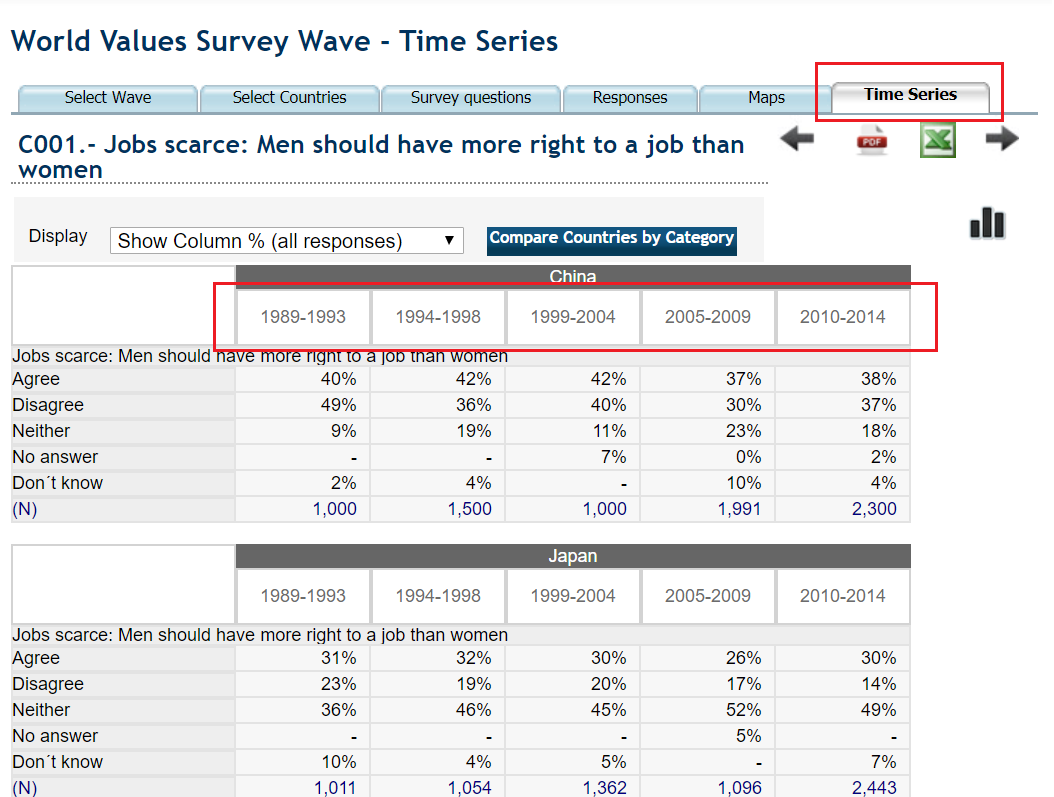 World Values Survey Wave - Time Series
Select Wave Select Countries Survey questions Responses Maps Time Series
C001.- Jobs scarce: Men should have more right to a job than
women
PDF
Display Show Column % (all responses) ▼ Compare Countries by Category
China
1989-1993 1994-1998 1999-2004 2005-2009 2010-2014
Jobs scarce: Men should have more right to a job than women
Agree 40% 42% 42% 37% 38%
Disagree 49% 36% 40% 30% 37%
Neither 9% 19% 11% 23% 18%
No answer - - 7% 0% 2%
Don´t know 2% 4% - 10% 4%
(N) 1,000 1,500 1,000 1,991 2,300
Japan
1989-1993 1994-1998 1999-2004 2005-2009 2010-2014
Jobs scarce: Men should have more right to a job than women
Agree 31% 32% 30% 26% 30%
Disagree 23% 19% 20% 17% 14%
Neither 36% 46% 45% 52% 49%
No answer - - - 5% -
Don´t know 10% 4% 5% - 7%
(N) 1,011 1,054 1,362 1,096 2,443